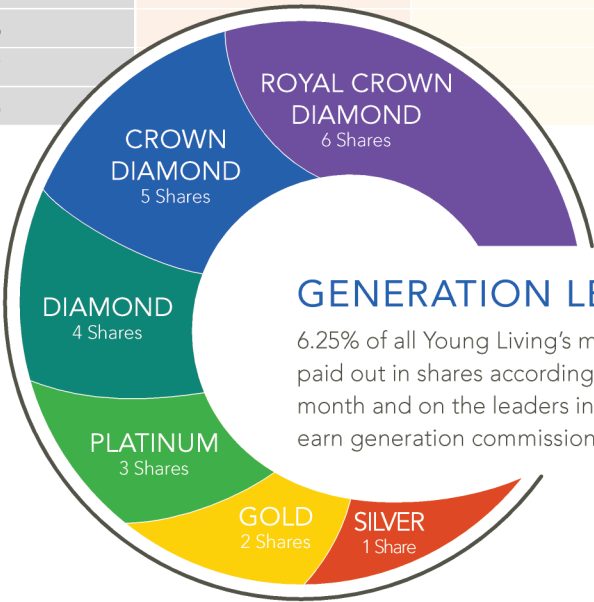 ROYAL CROWN
DIAMOND
6 Shares
CROWN
DIAMOND
5 Shares
DIAMOND
4 Shares
PLATINUM
3 Shares
GOLD
2 Shares
SILVER
1 Share
GENERATION
6.25% of all Young Living's
paid out in shares according
month and on the leaders in
earn generation commission